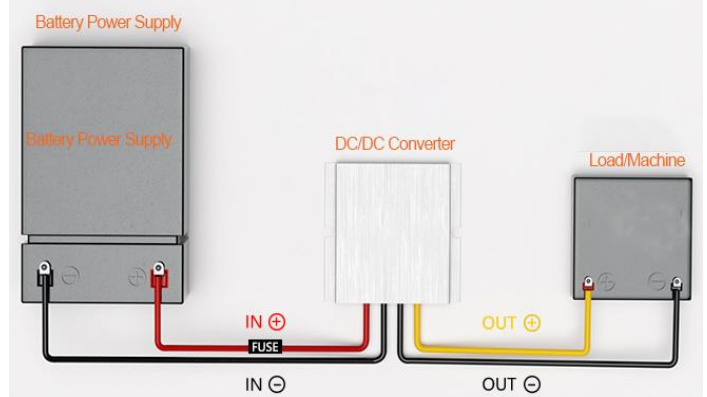 Battery Power Supply
Battery Power Supply
DC/DC Converter
Load/Machine
IN ⊕
FUSE
IN ⊖
OUT ⊕
OUT ⊖
⊖ ⊕
⊕ ⊖